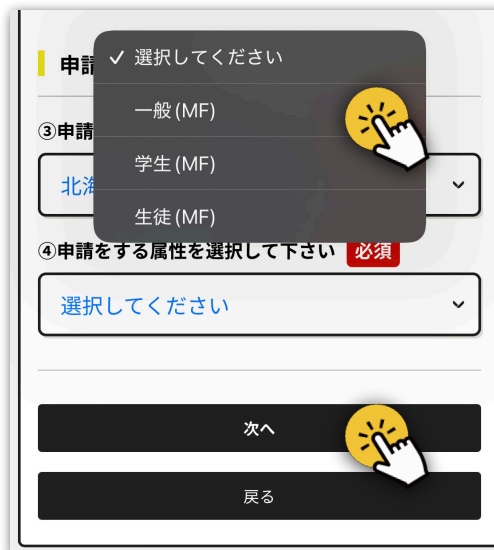 申請
選択してください
一般(MF)
学生(MF)
生徒(MF)
③申請
北海
④申請をする属性を選択して下さい 必須
選択してください
次へ
戻る